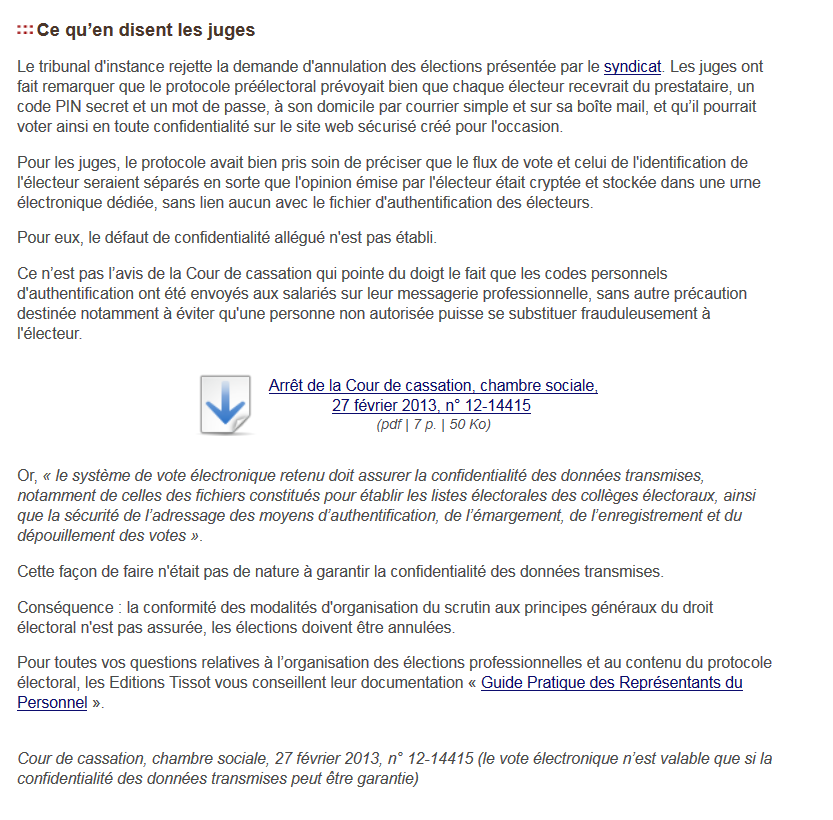 Ce qu’en disent les juges
Le tribunal d'instance rejette la demande d'annulation des élections présentée par le syndicat. Les juges ont
fait remarquer que le protocole préélectoral prévoyait bien que chaque électeur recevrait du prestataire, un
code PIN secret et un mot de passe, à son domicile par courrier simple et sur sa boîte mail, et qu’il pourrait
voter ainsi en toute confidentialité sur le site web sécurisé créé pour l'occasion.
Pour les juges, le protocole avait bien pris soin de préciser que le flux de vote et celui de l'identification de
l'électeur seraient séparés en sorte que l'opinion émise par l'électeur était cryptée et stockée dans une urne
électronique dédiée, sans lien aucun avec le fichier d'authentification des électeurs.
Pour eux, le défaut de confidentialité allégué n'est pas établi.
Ce n’est pas l’avis de la Cour de cassation qui pointe du doigt le fait que les codes personnels
d'authentification ont été envoyés aux salariés sur leur messagerie professionnelle, sans autre précaution
destinée notamment à éviter qu'une personne non autorisée puisse se substituer frauduleusement à
l'électeur.
Arrêt de la Cour de cassation, chambre sociale,
27 février 2013, n° 12-14415
(pdf | 7 p. | 50 Ko)
Or, « le système de vote électronique retenu doit assurer la confidentialité des données transmises,
notamment de celles des fichiers constitués pour établir les listes électorales des collèges électoraux, ainsi
que la sécurité de l’adressage des moyens d’authentification, de l’émargement, de l’enregistrement et du
dépouillement des votes ».
Cette façon de faire n'était pas de nature à garantir la confidentialité des données transmises.
Conséquence : la conformité des modalités d'organisation du scrutin aux principes généraux du droit
électoral n'est pas assurée, les élections doivent être annulées.
Pour toutes vos questions relatives à l’organisation des élections professionnelles et au contenu du protocole
électoral, les Editions Tissot vous conseillent leur documentation « Guide Pratique des Représentants du
Personnel ».
Cour de cassation, chambre sociale, 27 février 2013, n° 12-14415 (le vote électronique n’est valable que si la
confidentialité des données transmises peut être garantie)